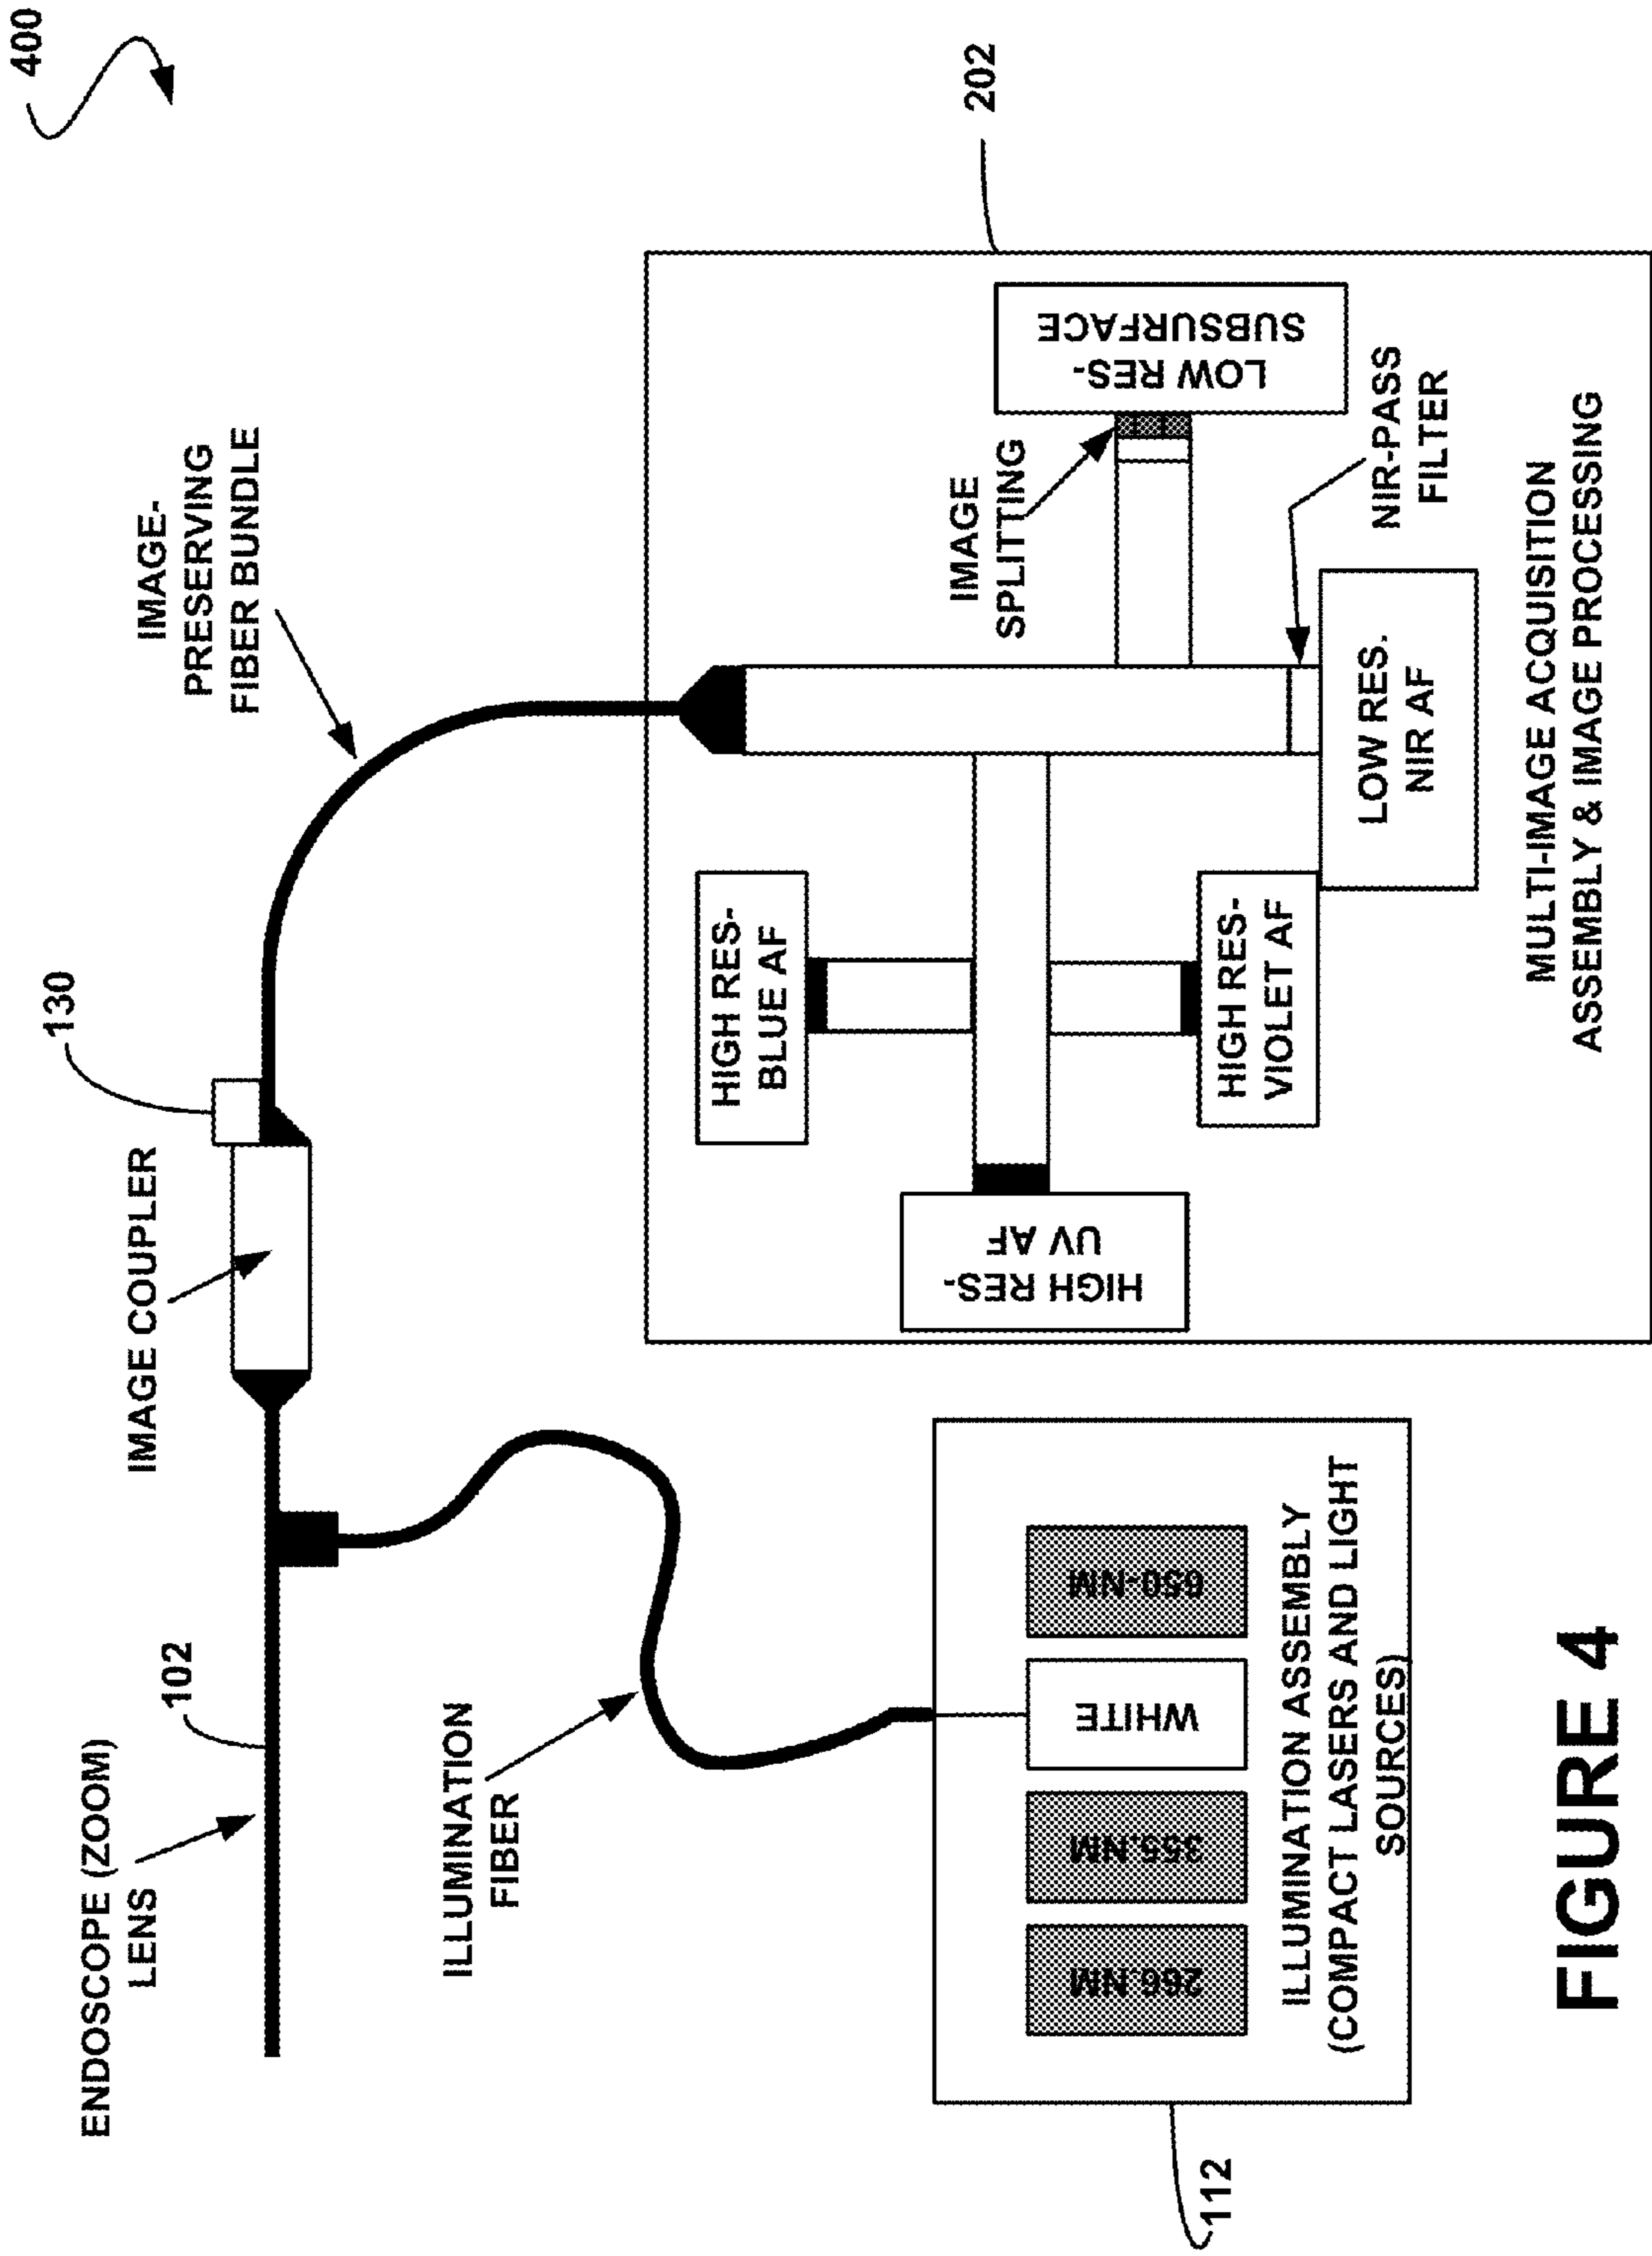 400
ENDOSCOPE (ZOOM)
LENS
102
IMAGE COUPLER
130
IMAGE-
PRESERVING
FIBER BUNDLE
ILLUMINATION
FIBER
202
HIGH RES-
BLUE AF
HIGH RES-
UV AF
HIGH RES-
VIOLET AF
IMAGE
SPLITTING
LOW RES-
SUBSURFACE
NIR-PASS
FILTER
LOW RES.
NIR AF
MULTI-IMAGE ACQUISITION
ASSEMBLY & IMAGE PROCESSING
266 NM
355.NM
WHITE
650-NM
ILLUMINATION ASSEMBLY
(COMPACT LASERS AND LIGHT
SOURCES)
112
FIGURE 4